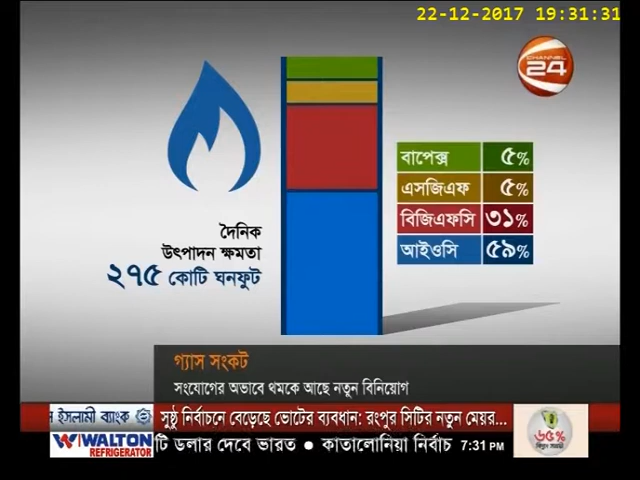 22-12-2017 19:31:31
CHANNEL
24
বাপেক্স ৫%
এসজিএফ ৫%
বিজিএফসি ৩১%
আইওসি ৫৯%
দৈনিক
উৎপাদন ক্ষমতা
২৭৫ কোটি ঘনফুট
গ্যাস সংকট
সংযোগের অভাবে থমকে আছে নতুন বিনিয়োগ
ইসলামী ব্যাংক
সুষ্ঠু নির্বাচনে বেড়েছে ভোটের ব্যবধান: রংপুর সিটির নতুন মেয়র...
WALTON
REFRIGERATOR
টি ডলার দেবে ভারত • কাতালোনিয়া নির্বাচ 7:31 PM
৬৫%